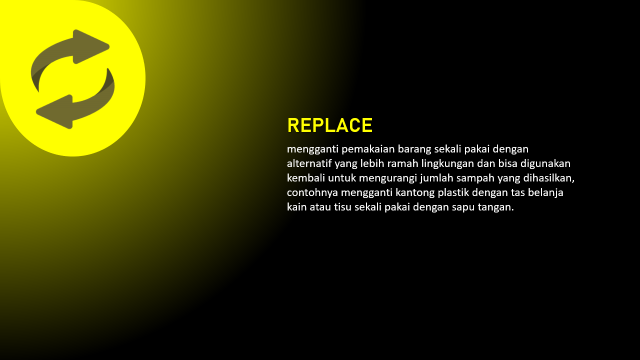 REPLACE
mengganti pemakaian barang sekali pakai dengan
alternatif yang lebih ramah lingkungan dan bisa digunakan
kembali untuk mengurangi jumlah sampah yang dihasilkan,
contohnya mengganti kantong plastik dengan tas belanja
kain atau tisu sekali pakai dengan sapu tangan.